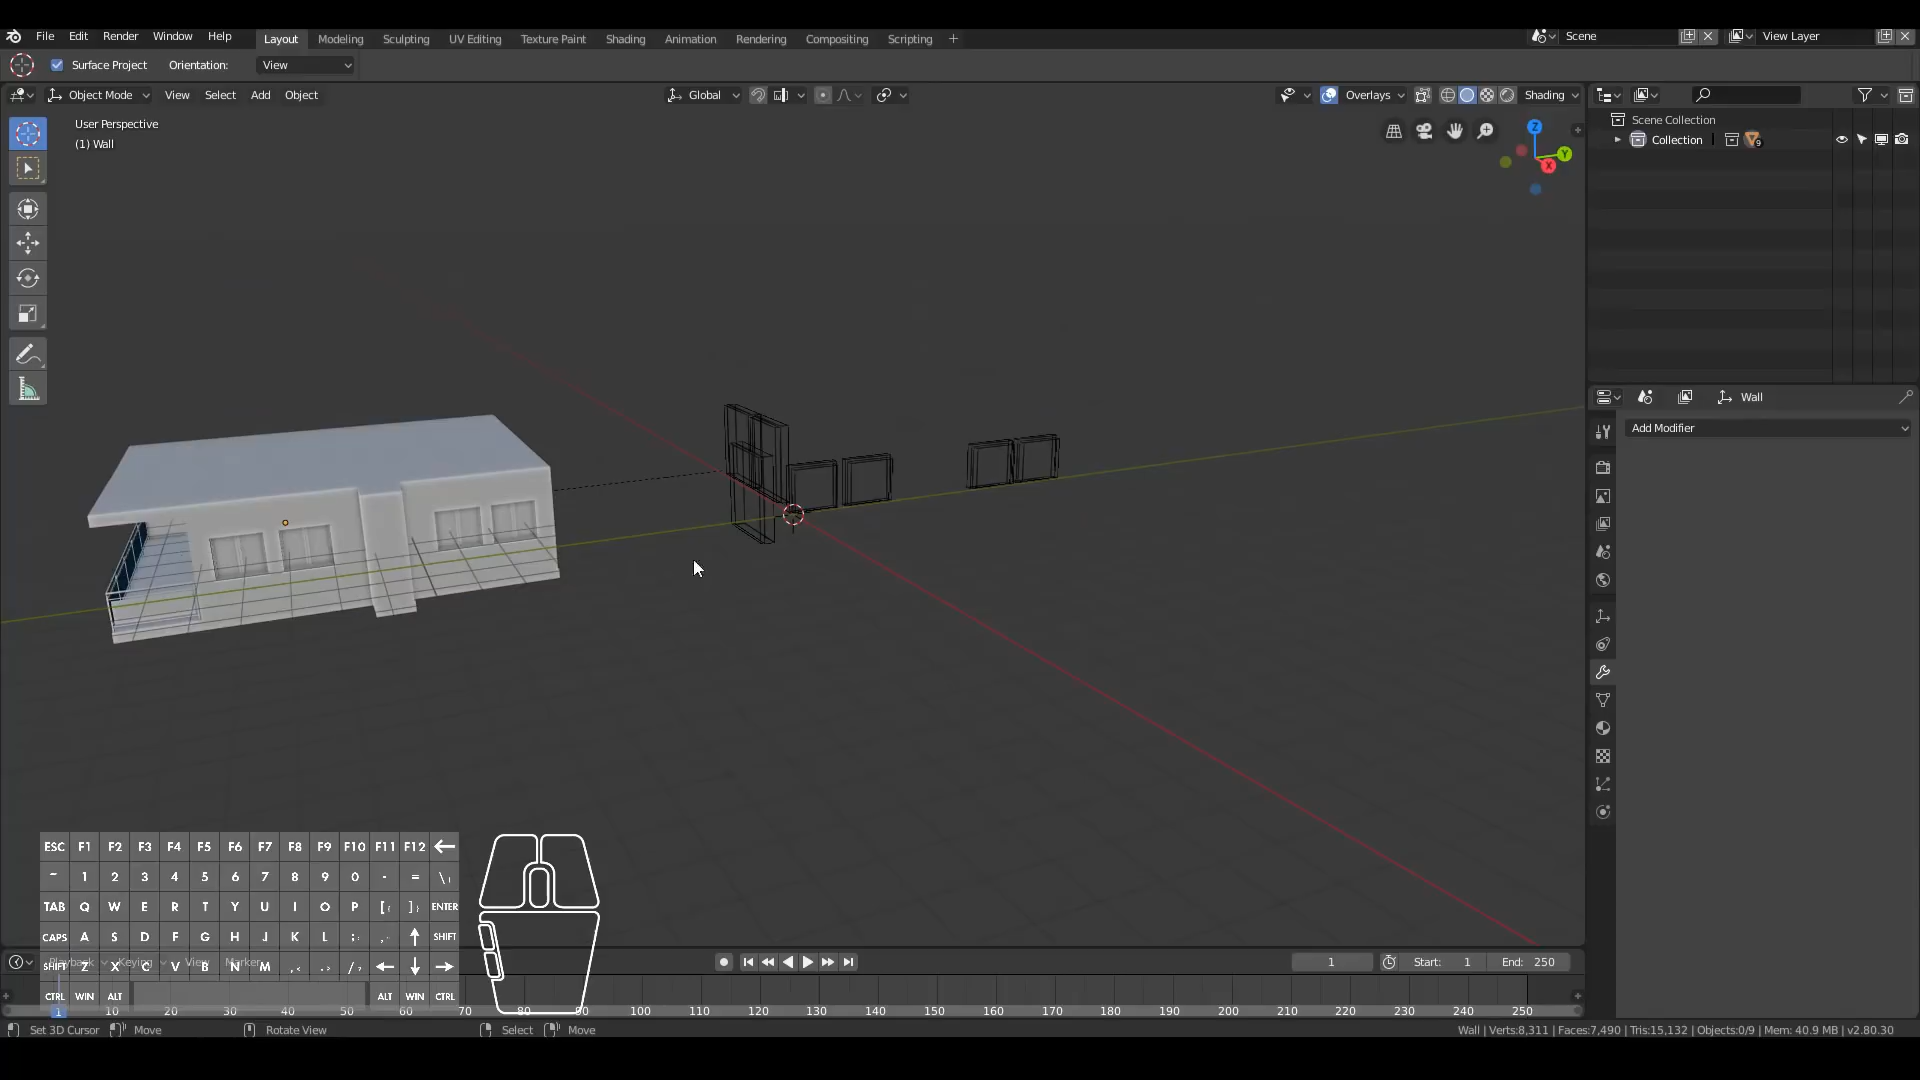 File Edit Render Window Help Layout Modeling Sculpting UV Editing Texture Paint Shading Animation Rendering Compositing Scripting + Scene View Layer
Surface Project Orientation: View
Object Mode View Select Add Object Global Overlays Shading
User Perspective
(1) Wall
Z
Y
X
Scene Collection
Collection 9
Wall
Add Modifier
ESC F1 F2 F3 F4 F5 F6 F7 F8 F9 F10 F11 F12
~ 1 2 3 4 5 6 7 8 9 0 - = \
TAB Q W E R T Y U I O P [ ] ENTER
CAPS A S D F G H J K L ; SHIFT
SHIFT Z X C V B N M
CTRL WIN ALT ALT WIN CTRL
Playback Keying View Marker
1 Start: 1 End: 250
1 10 20 30 40 50 60 70 80 90 100 110 120 130 140 150 160 170 180 190 200 210 220 230 240 250
Set 3D Cursor Move Rotate View Select Move Wall | Verts:8,311 | Faces:7,490 | Tris:15,132 | Objects:0/9 | Mem: 40.9 MB | v2.80.30